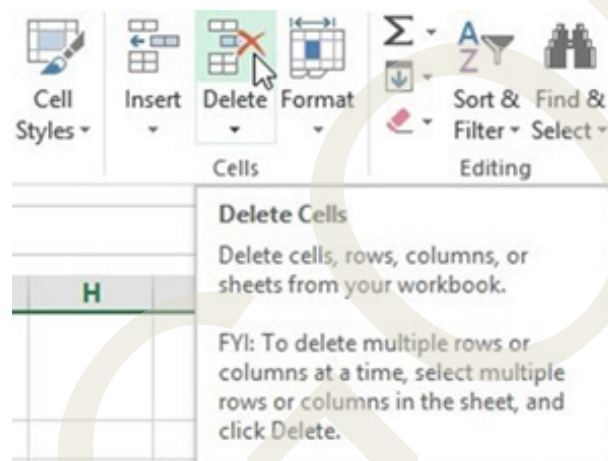 Cell Styles
Insert
Delete
Format
Σ
A
Z
Sort & Filter
Find & Select
Cells
Editing
Delete Cells
Delete cells, rows, columns, or
sheets from your workbook.
H
FYI: To delete multiple rows or
columns at a time, select multiple
rows or columns in the sheet, and
click Delete.